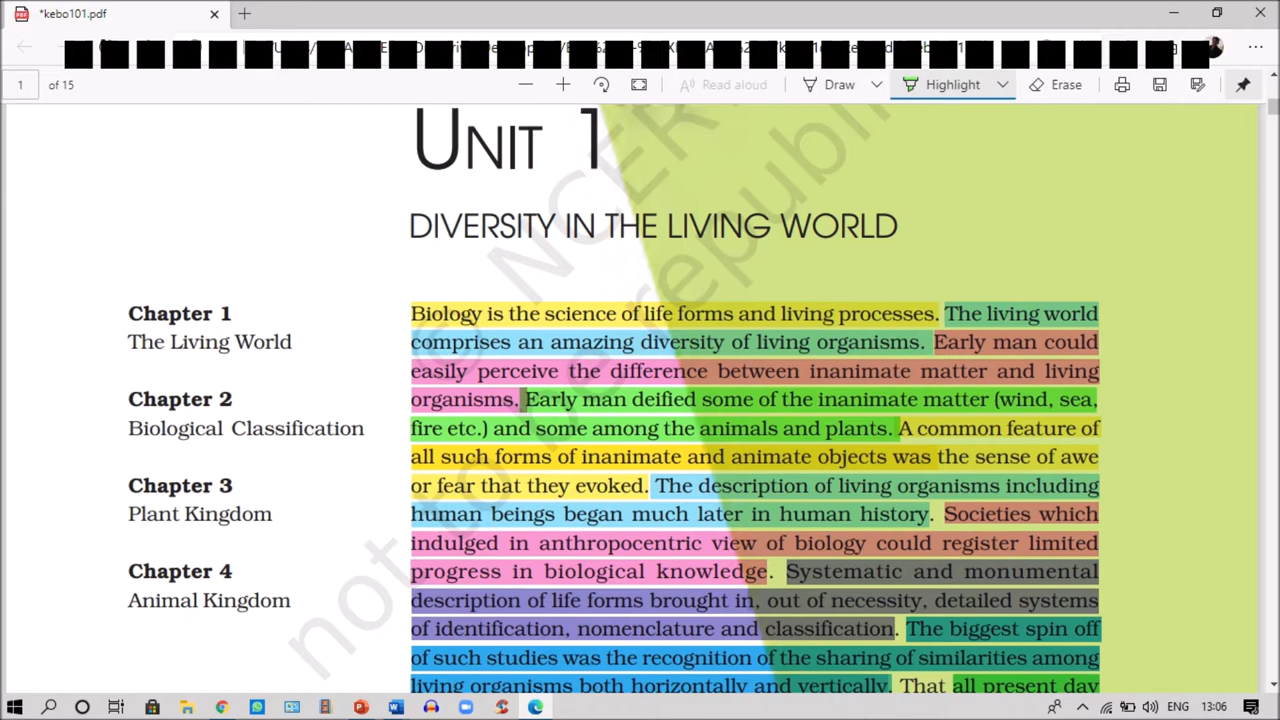 *kebo101.pdf
1 of 15
Read aloud
Draw
Highlight
Erase
UNIT 1
DIVERSITY IN THE LIVING WORLD
Chapter 1
The Living World
Chapter 2
Biological Classification
Chapter 3
Plant Kingdom
Chapter 4
Animal Kingdom
Biology is the science of life forms and living processes. The living world
comprises an amazing diversity of living organisms. Early man could
easily perceive the difference between inanimate matter and living
organisms. Early man deified some of the inanimate matter (wind, sea,
fire etc.) and some among the animals and plants. A common feature of
all such forms of inanimate and animate objects was the sense of awe
or fear that they evoked. The description of living organisms including
human beings began much later in human history. Societies which
indulged in anthropocentric view of biology could register limited
progress in biological knowledge. Systematic and monumental
description of life forms brought in, out of necessity, detailed systems
of identification, nomenclature and classification. The biggest spin off
of such studies was the recognition of the sharing of similarities among
living organisms both horizontally and vertically. That all present day
© NCER
not to be republi
ENG 13:06